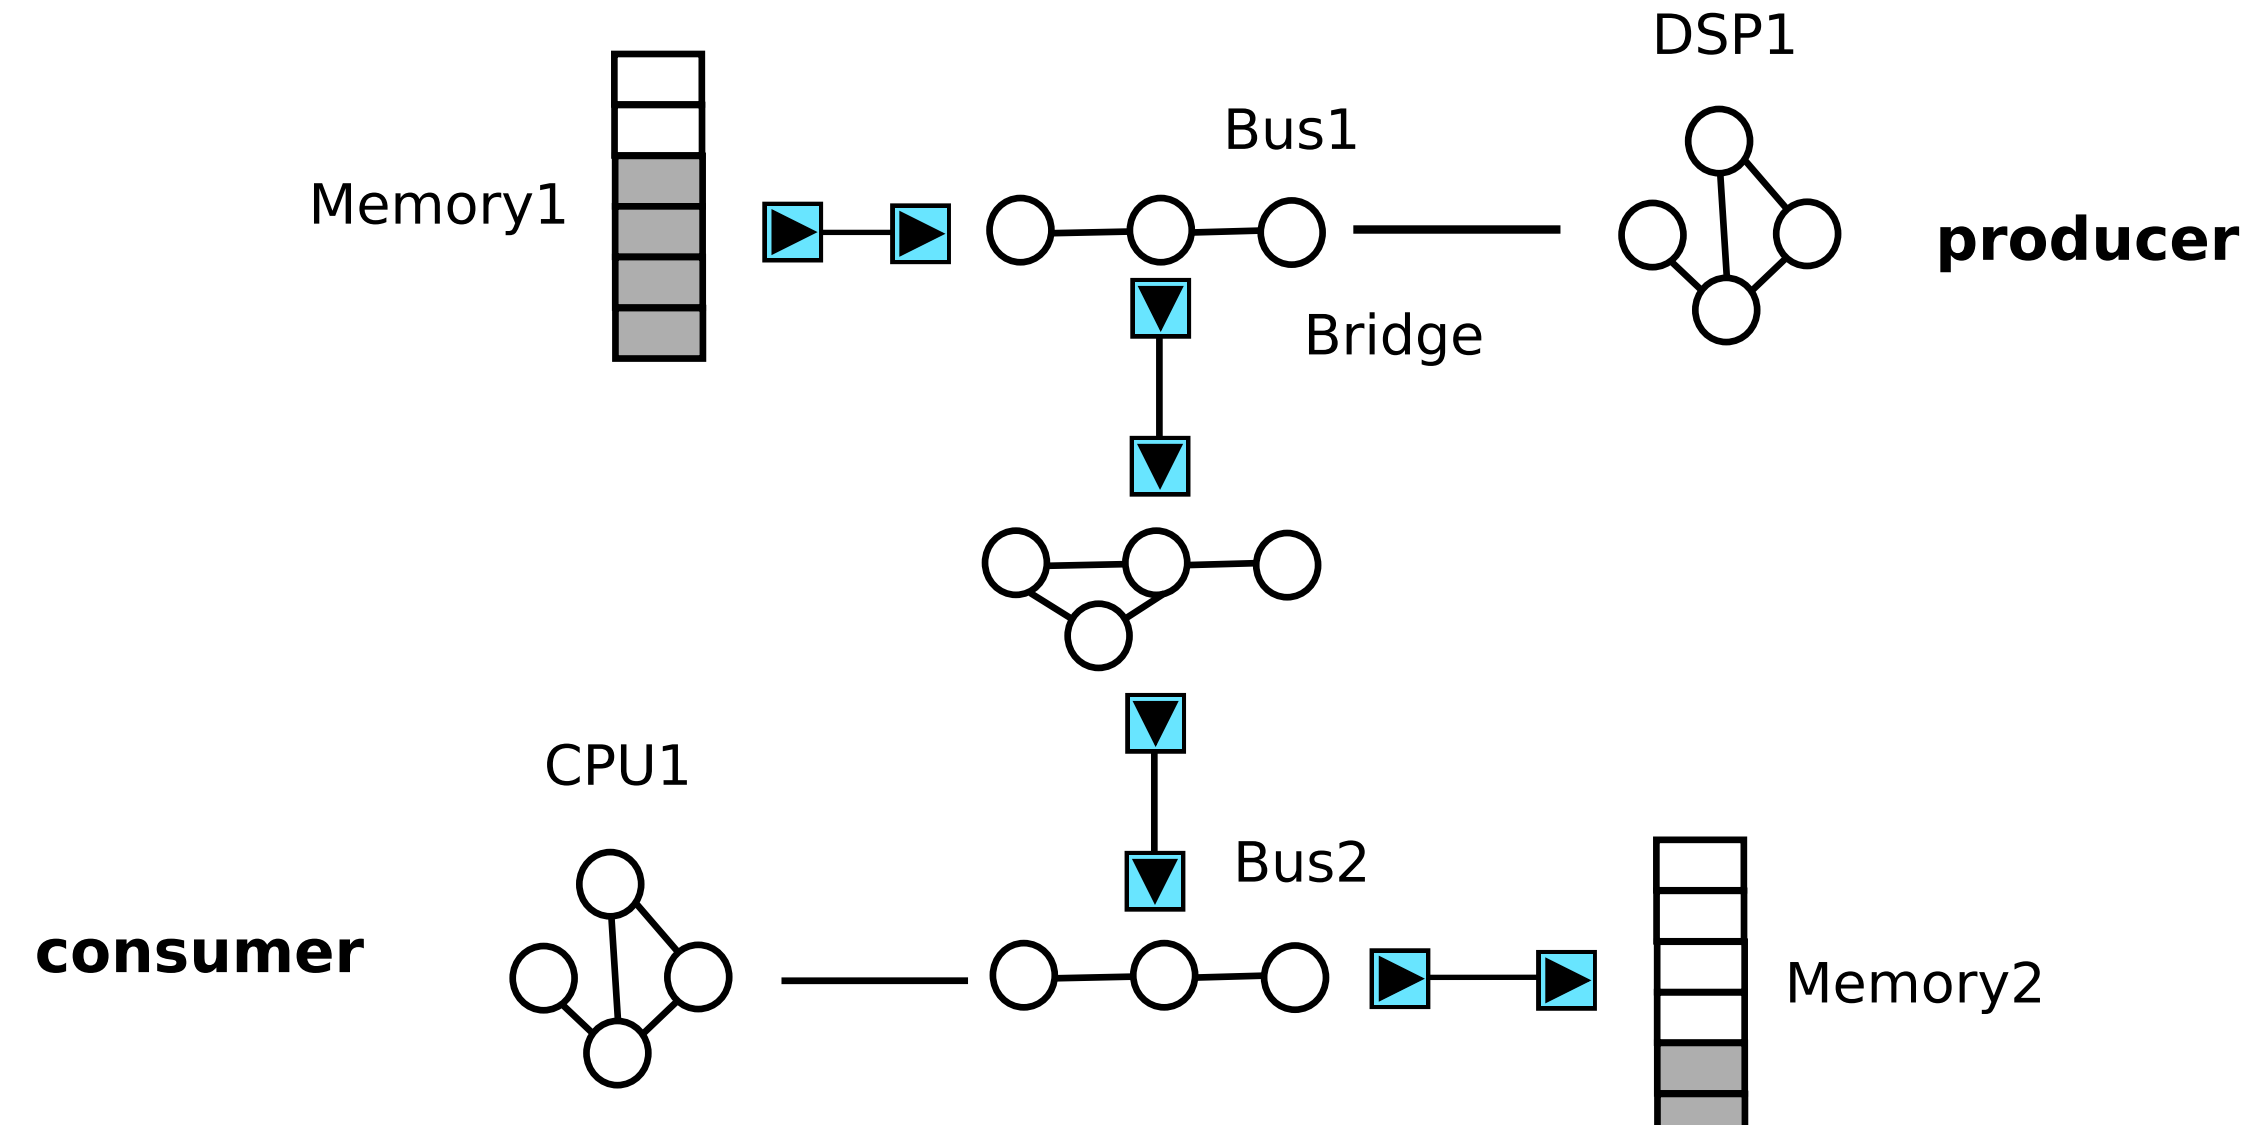 DSP1
Bus1
Memory1
producer
Bridge
CPU1
Bus2
consumer
Memory2